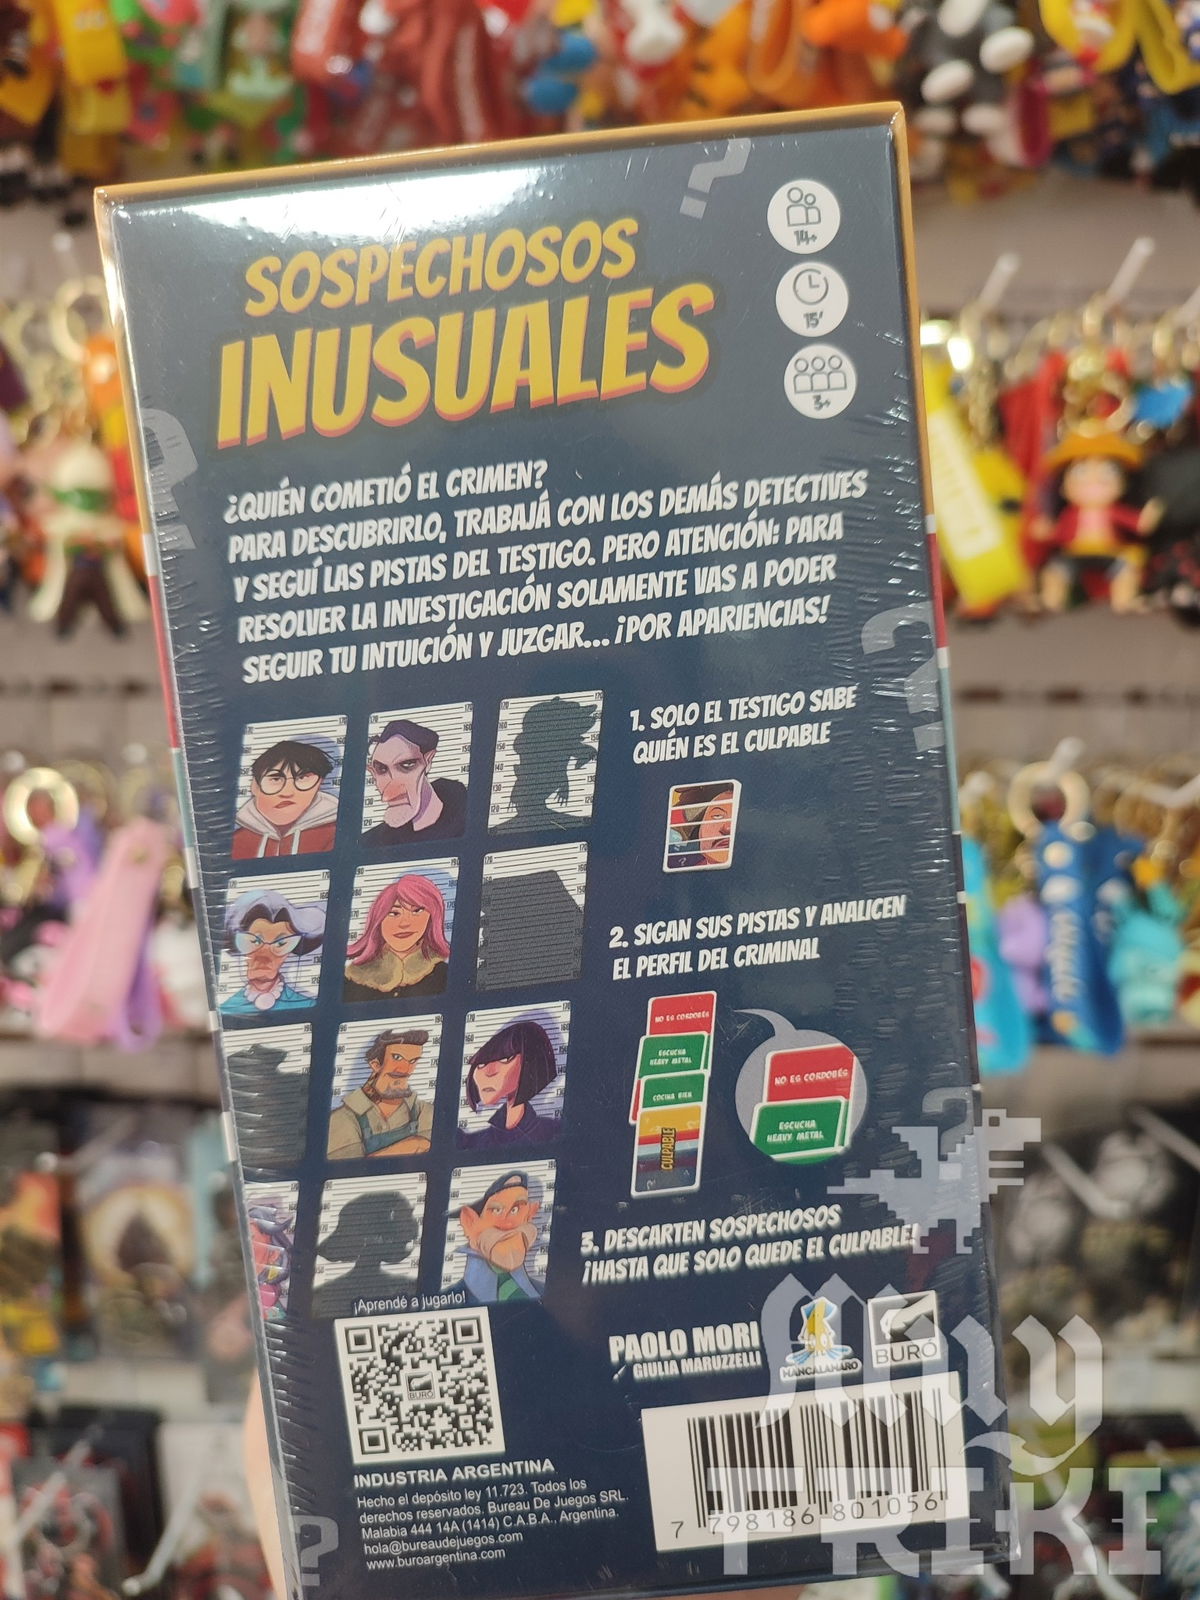 SOSPECHOSOS
INUSUALES
14+
15'
3+
¿QUIÉN COMETIÓ EL CRIMEN?
PARA DESCUBRIRLO, TRABAJÁ CON LOS DEMÁS DETECTIVES
Y SEGUÍ LAS PISTAS DEL TESTIGO. PERO ATENCIÓN: PARA
RESOLVER LA INVESTIGACIÓN SOLAMENTE VAS A PODER
SEGUIR TU INTUICIÓN Y JUZGAR... ¡POR APARIENCIAS!
1. SOLO EL TESTIGO SABE
QUIÉN ES EL CULPABLE
2. SIGAN SUS PISTAS Y ANALICEN
EL PERFIL DEL CRIMINAL
NO ES CORDOBÉS
ESCUCHA
HEAVY METAL
COCINA BIEN
CULPABLE
NO ES CORDOBÉS
ESCUCHA
HEAVY METAL
3. DESCARTEN SOSPECHOSOS
¡HASTA QUE SOLO QUEDE EL CULPABLE!
¡Aprendé a jugarlo!
BURÓ
PAOLO MORI
GIULIA MARUZZELLI
MANCALAMARO
BURÓ
INDUSTRIA ARGENTINA
Hecho el depósito ley 11.723. Todos los
derechos reservados. Bureau De Juegos SRL.
Malabia 444 14A (1414) C.A.B.A., Argentina.
hola@bureaudejuegos.com
www.buroargentina.com
7 798186 801056
Muy
FRIKI